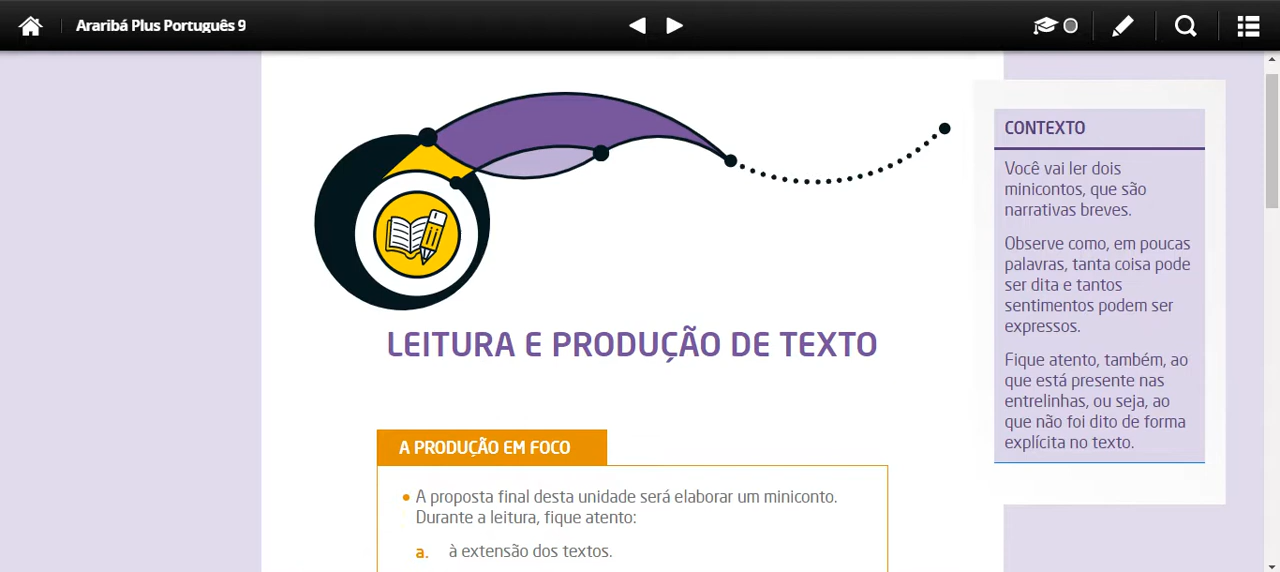 Araribá Plus Português 9
LEITURA E PRODUÇÃO DE TEXTO
A PRODUÇÃO EM FOCO
• A proposta final desta unidade será elaborar um miniconto.
Durante a leitura, fique atento:
a. à extensão dos textos.
CONTEXTO
Você vai ler dois
minicontos, que são
narrativas breves.
Observe como, em poucas
palavras, tanta coisa pode
ser dita e tantos
sentimentos podem ser
expressos.
Fique atento, também, ao
que está presente nas
entrelinhas, ou seja, ao
que não foi dito de forma
explícita no texto.